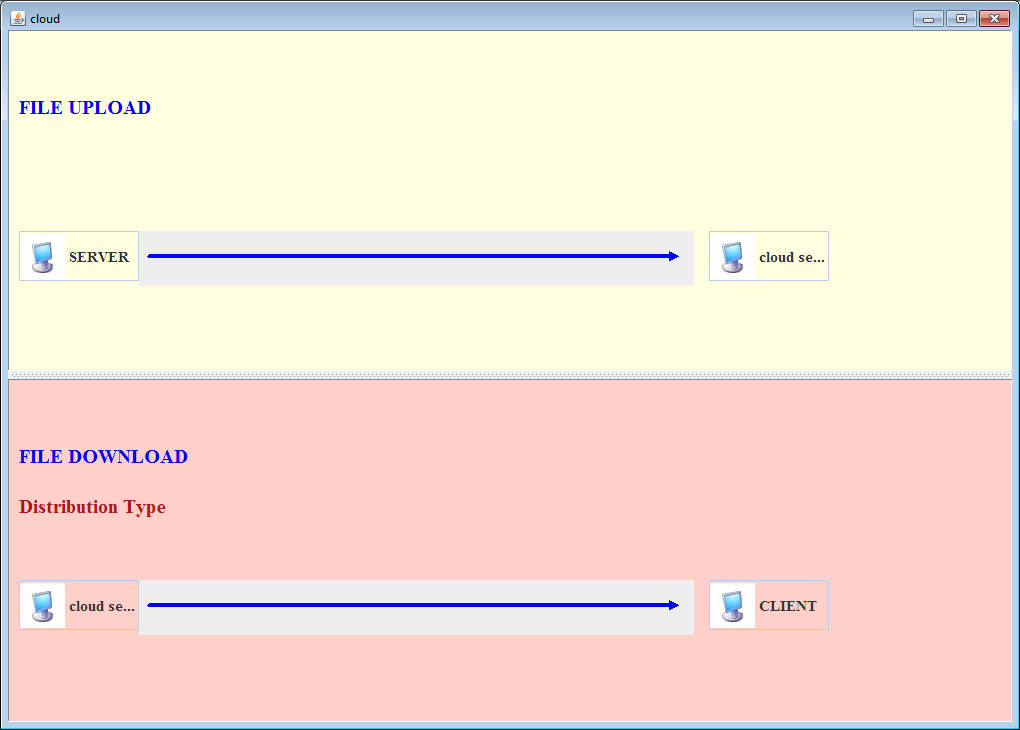 cloud
FILE UPLOAD
SERVER
cloud se...
FILE DOWNLOAD
Distribution Type
cloud se...
CLIENT